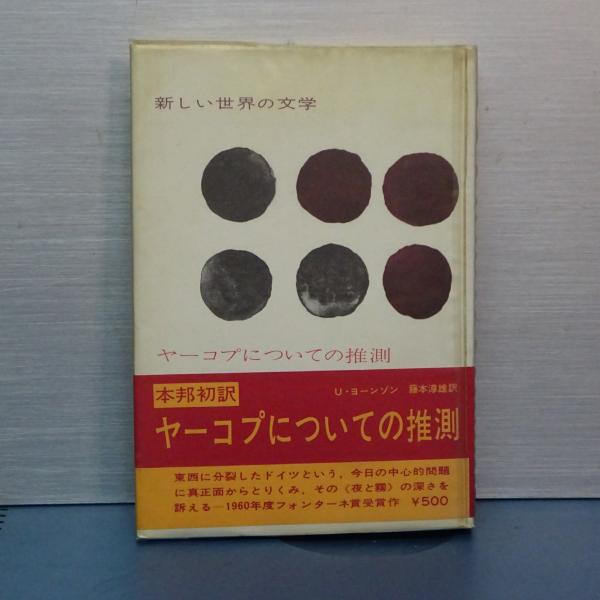 新しい世界の文学
ヤーコプについての推測
本邦初訳
U・ヨーンゾン 藤本淳雄訳
ヤーコプについての推測
東西に分裂したドイツという，今日の中心的問題
に真正面からとりくみ，その〈夜と霧〉の深さを
訴える—1960年度フォンターネ賞受賞作 ￥500